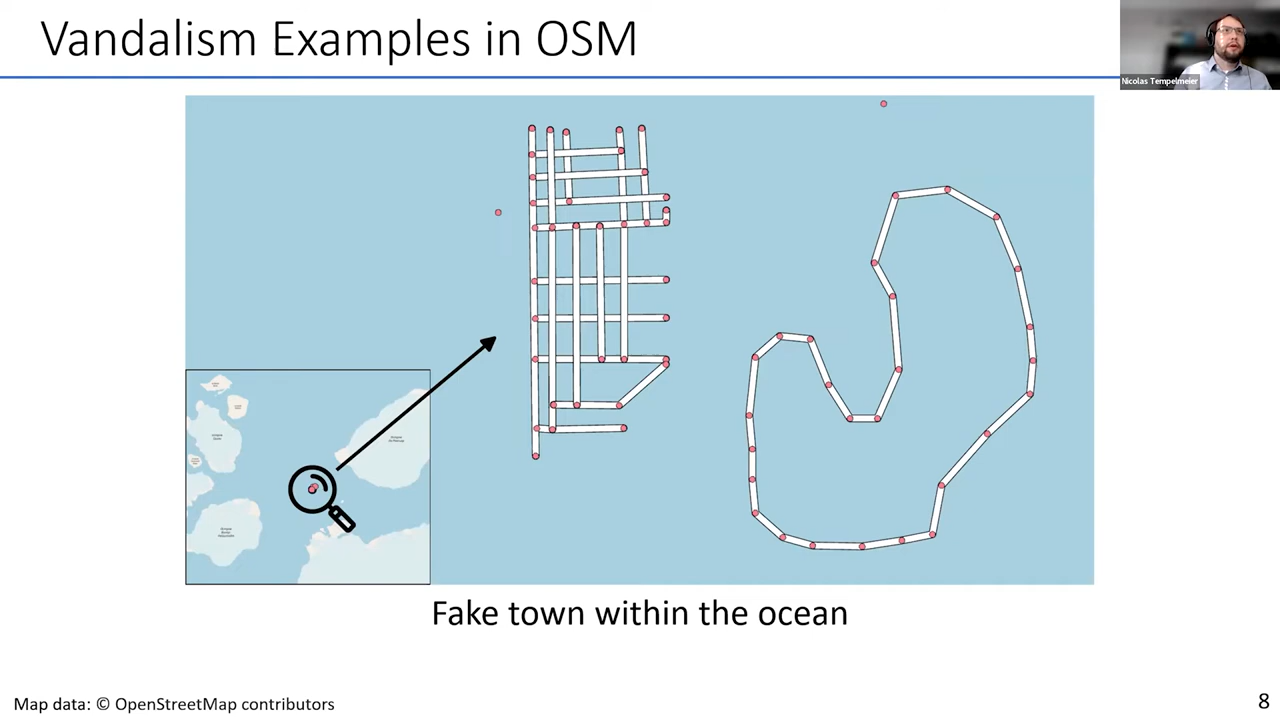 Vandalism Examples in OSM
Nicolas Tempelmeier
Fake town within the ocean
Map data: © OpenStreetMap contributors
8